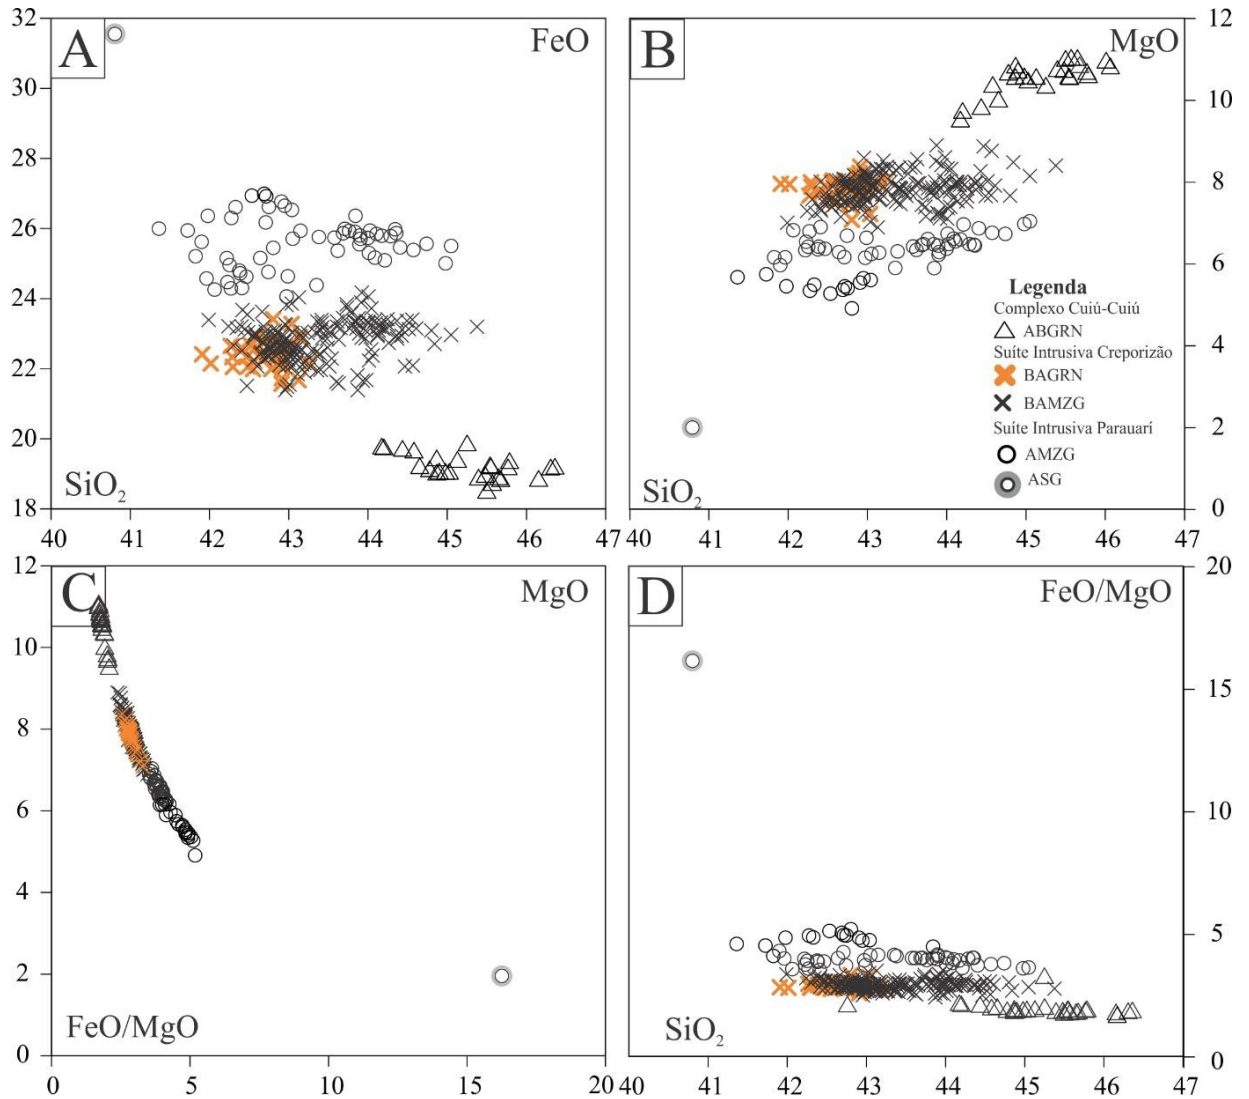 A
FeO
32
30
28
26
24
22
20
18
SiO₂
40 41 42 43 44 45 46 47
B
MgO
12
10
8
6
4
2
0
SiO₂
41 42 43 44 45 46 47
Legenda
Complexo Cuiú-Cuiú
ABGRN
Suíte Intrusiva Creporizão
BAGRN
BAMZG
Suíte Intrusiva Parauarí
AMZG
ASG
C
MgO
12
10
8
6
4
2
0
FeO/MgO
0 5 10 15 20
D
FeO/MgO
20
15
10
5
0
SiO₂
40 41 42 43 44 45 46 47